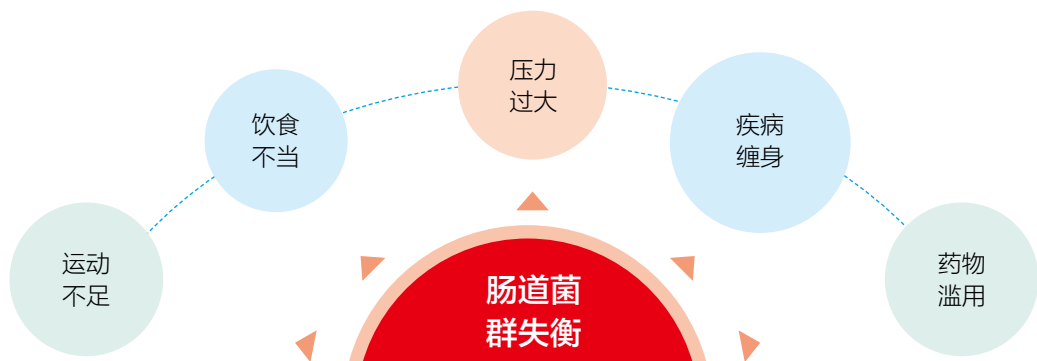 压力
过大
饮食
不当
疾病
缠身
运动
不足
药物
滥用
肠道菌
群失衡